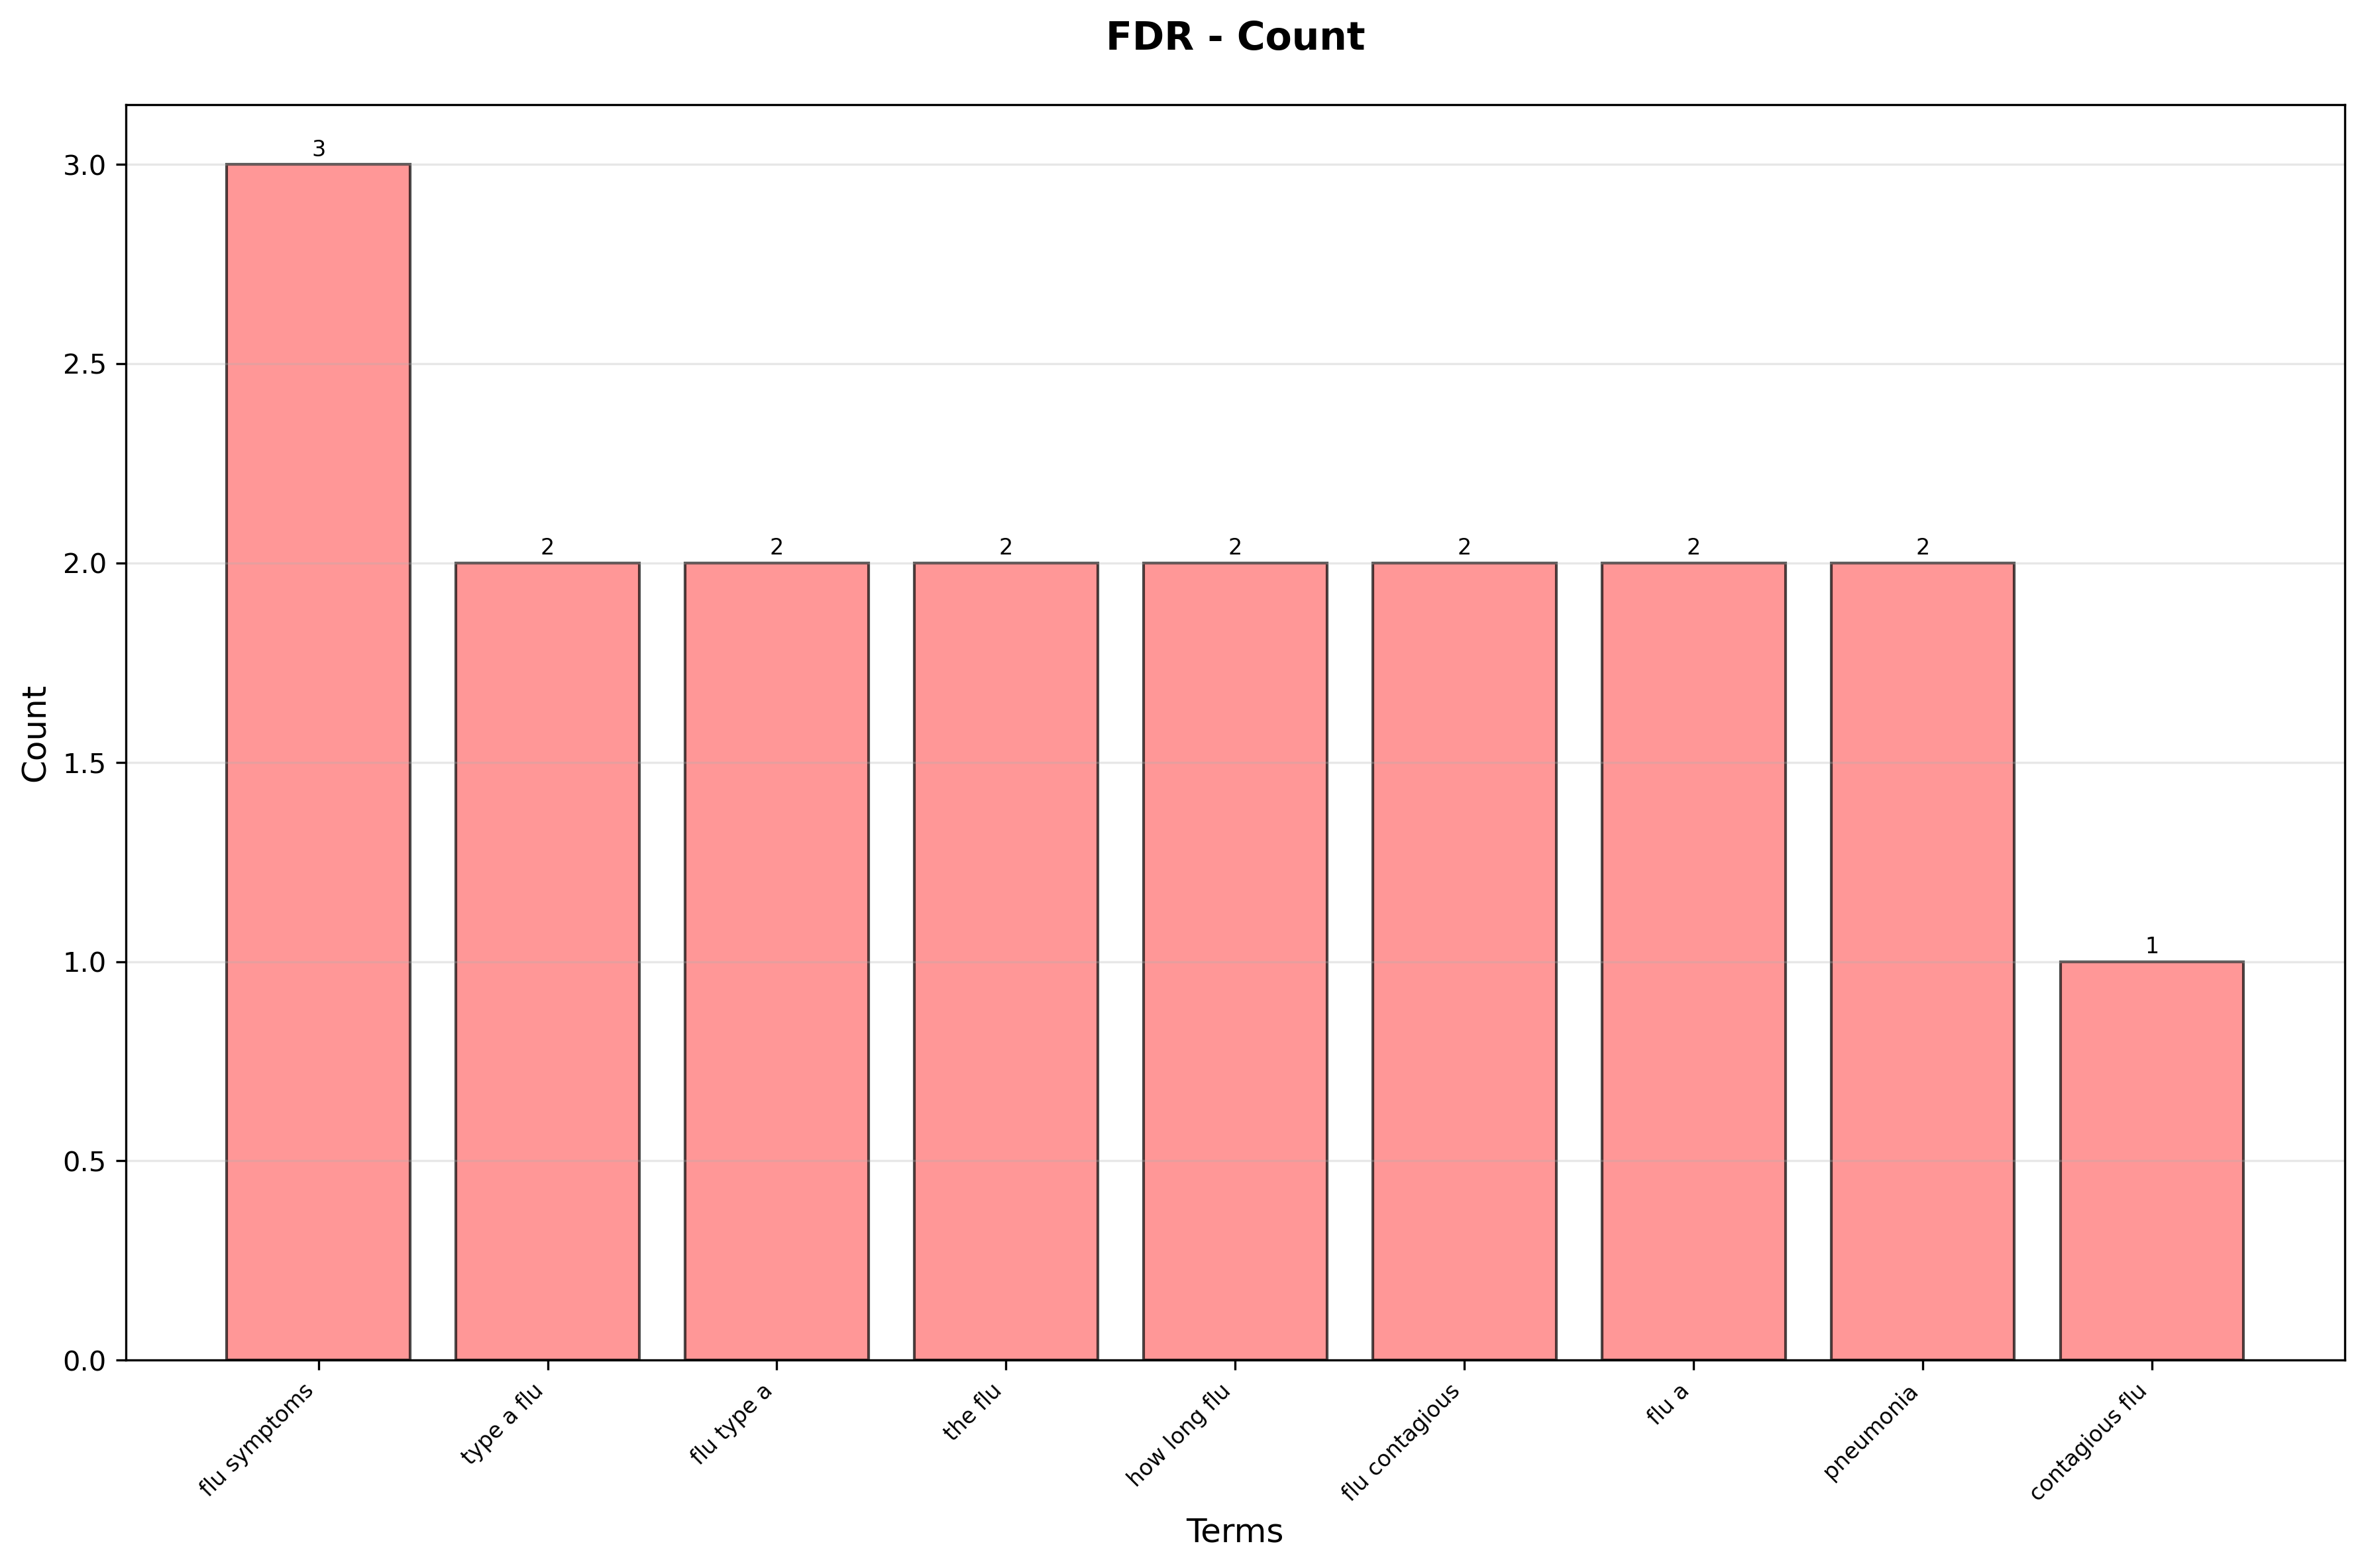 FDR - Count
3
2
2
2
2
2
2
2
1
3.0
2.5
2.0
1.5
1.0
0.5
0.0
Count
flu symptoms
type a flu
flu type a
the flu
how long flu
flu contagious
flu a
pneumonia
contagious flu
Terms